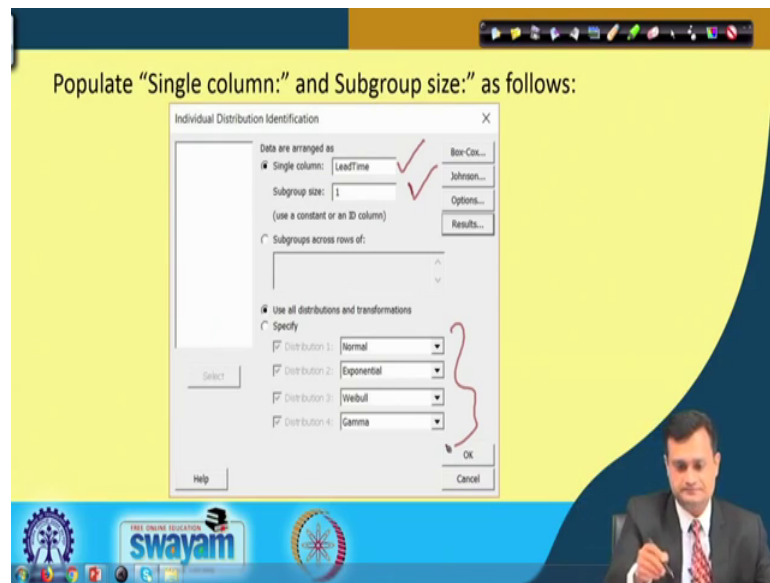 Populate “Single column:” and Subgroup size:” as follows:
Individual Distribution Identification
Data are arranged as
Single column: LeadTime
Subgroup size: 1
(use a constant or an ID column)
Subgroups across rows of:
Use all distributions and transformations
Specify
Distribution 1: Normal
Distribution 2: Exponential
Distribution 3: Weibull
Distribution 4: Gamma
Box-Cox...
Johnson...
Options...
Results...
Select
Help
OK
Cancel
FREE ONLINE EDUCATION
swayam